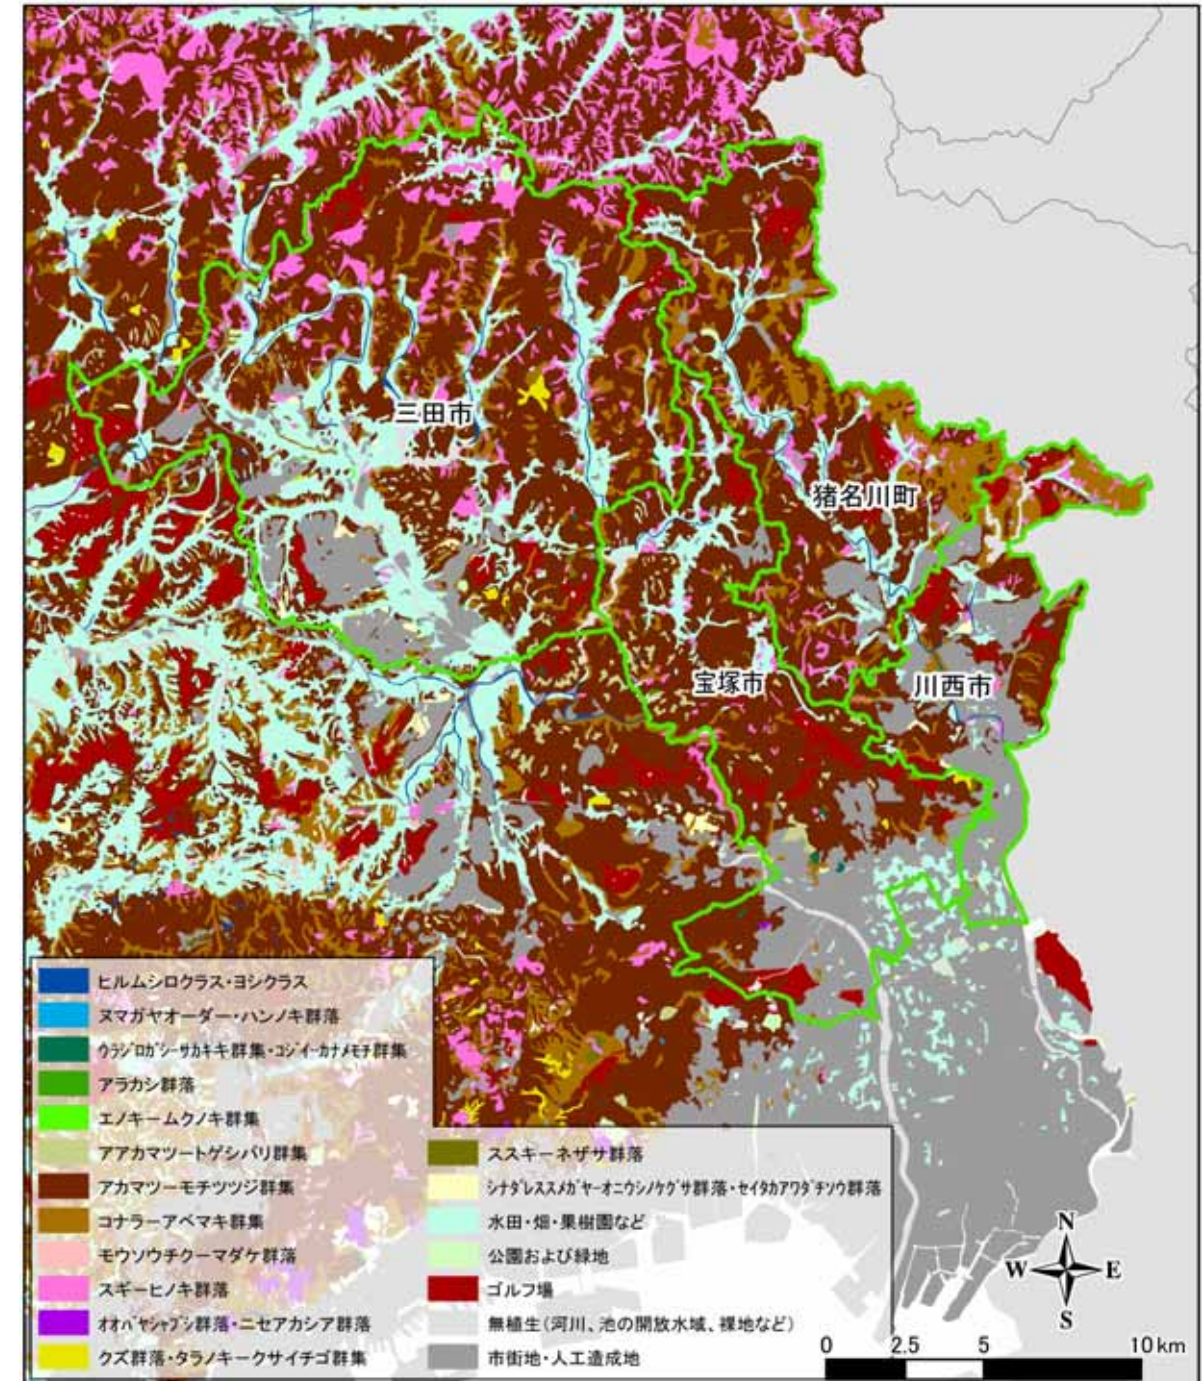 三田市
猪名川町
宝塚市
川西市
ヒルムシロクラス・ヨシクラス
ヌマガヤオーダー・ハンノキ群落
ウラジロガシーサカキ群集・コジイーカナメモチ群集
アラカシ群落
エノキームクノキ群集
アアカマツートゲシバリ群集
アカマツーモチツツジ群集
コナラーアベマキ群集
モウソウチクーマダケ群落
スギーヒノキ群落
オオバヤシャブシ群落・ニセアカシア群落
クズ群落・タラノキークサイチゴ群集
ススキーネザサ群落
シナダレスズメガヤーオニウシノケグサ群落・セイタカアワダチソウ群落
水田・畑・果樹園など
公園および緑地
ゴルフ場
無植生(河川、池の開放水域、裸地など)
市街地・人工造成地
N
W E
S
0 2.5 5 10 km